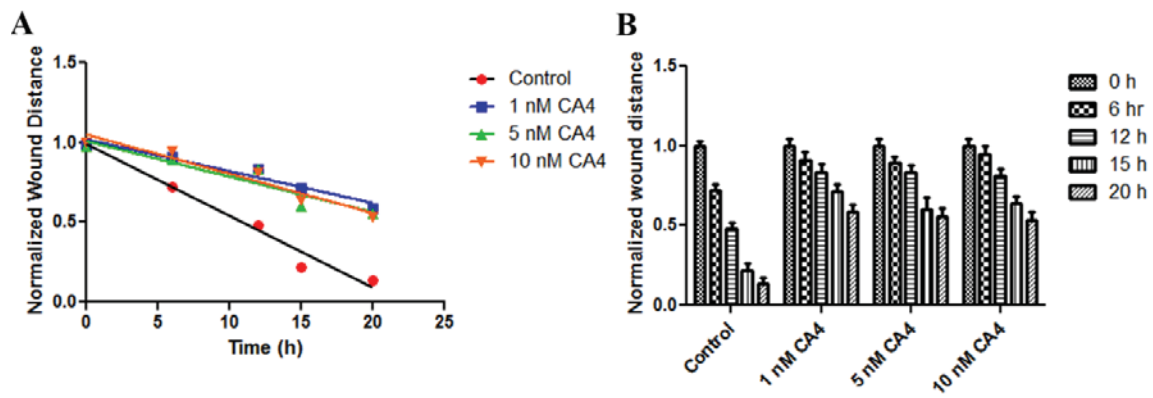 A
Normalized Wound Distance
1.5
1.0
0.5
0.0
0 5 10 15 20 25
Time (h)
Control
1 nM CA4
5 nM CA4
10 nM CA4
B
Normalized wound distance
1.5
1.0
0.5
0.0
Control
1 nM CA4
5 nM CA4
10 nM CA4
0 h
6 hr
12 h
15 h
20 h